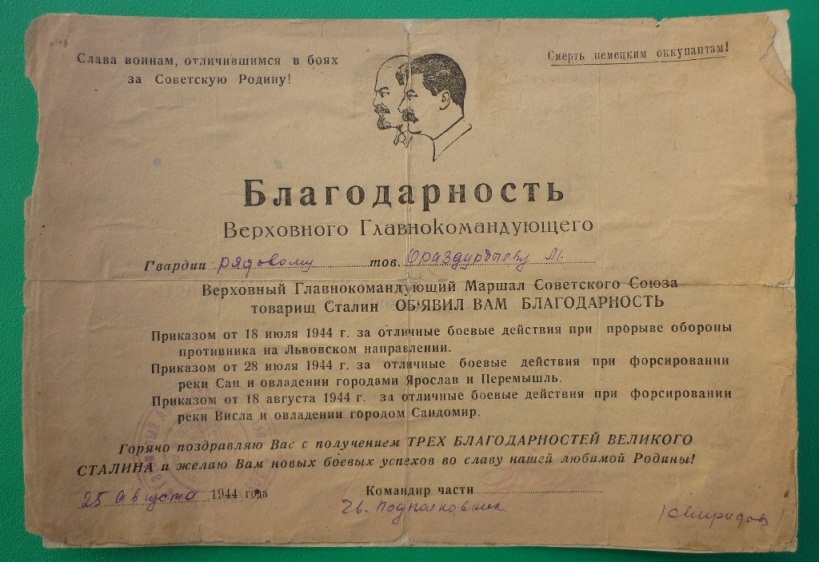 Слава воинам, отличившимся в боях
за Советскую Родину!
Смерть немецким оккупантам!
Благодарность
Верховного Главнокомандующего
Гвардии рядовому тов. Ораздурдыеву М.
Верховный Главнокомандующий Маршал Советского Союза
товарищ Сталин ОБ'ЯВИЛ ВАМ БЛАГОДАРНОСТЬ
Приказом от 18 июля 1944 г. за отличные боевые действия при прорыве обороны
противника на Львовском направлении.
Приказом от 28 июля 1944 г. за отличные боевые действия при форсировании
реки Сан и овладении городами Ярослав и Перемышль.
Приказом от 18 августа 1944 г. за отличные боевые действия при форсировании
реки Висла и овладении городом Сандомир.
Горячо поздравляю Вас с получением ТРЕХ БЛАГОДАРНОСТЕЙ ВЕЛИКОГО
СТАЛИНА и желаю Вам новых боевых успехов во славу нашей любимой Родины!
25 августа 1944 года
Командир части
Гв. Подполковник
/Свиридов/